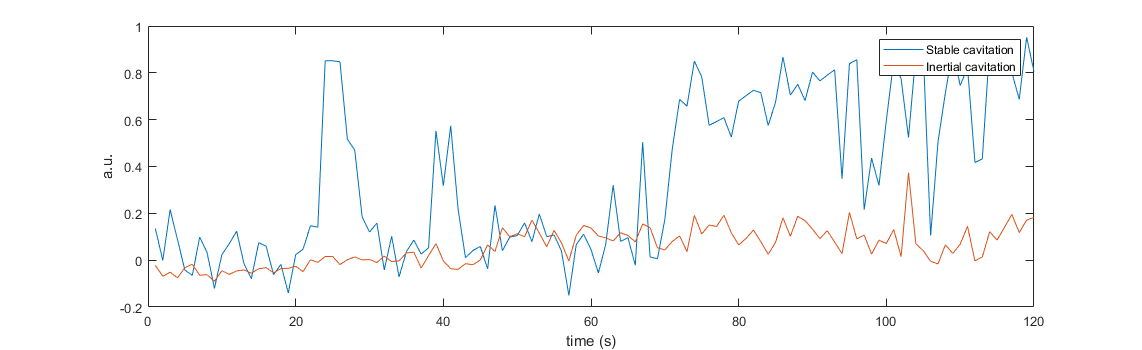 1
0.8
0.6
0.4
0.2
0
-0.2
a.u.
Stable cavitation
Inertial cavitation
0 20 40 60 80 100 120
time (s)